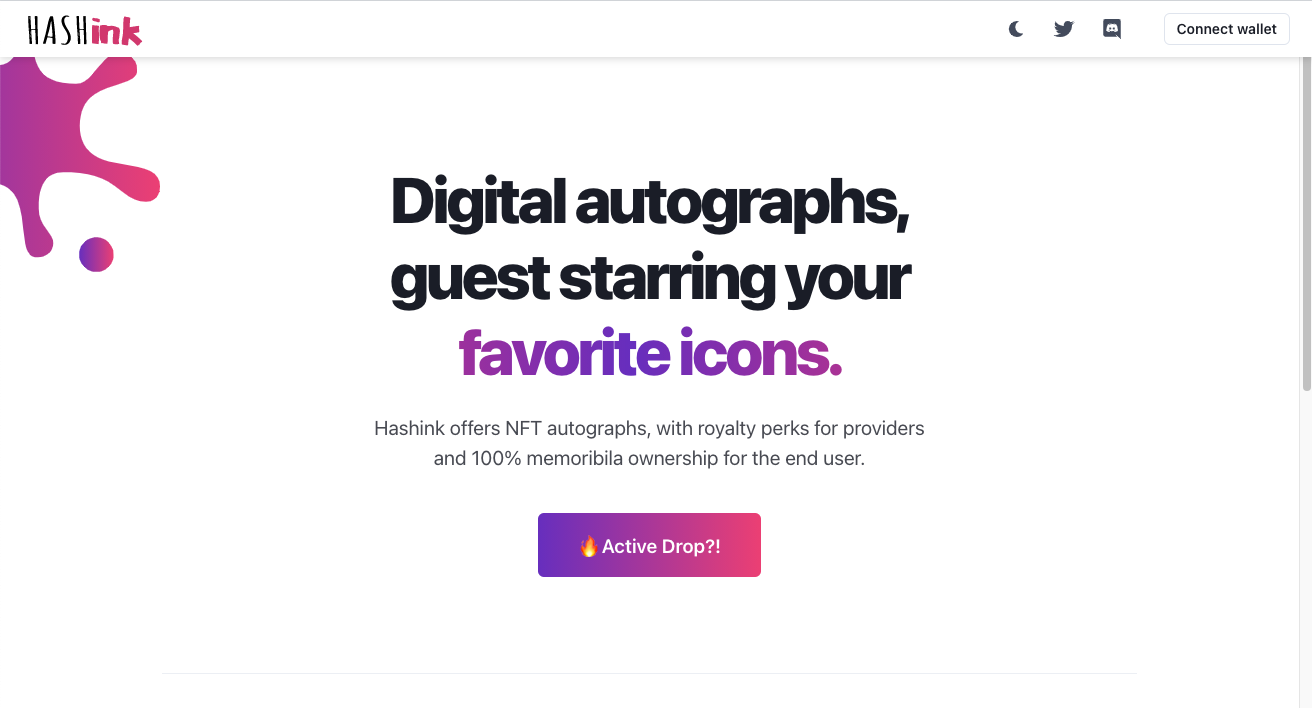 HASHink
Connect wallet
Digital autographs,
guest starring your
favorite icons.
Hashink offers NFT autographs, with royalty perks for providers
and 100% memoribila ownership for the end user.
🔥Active Drop?!